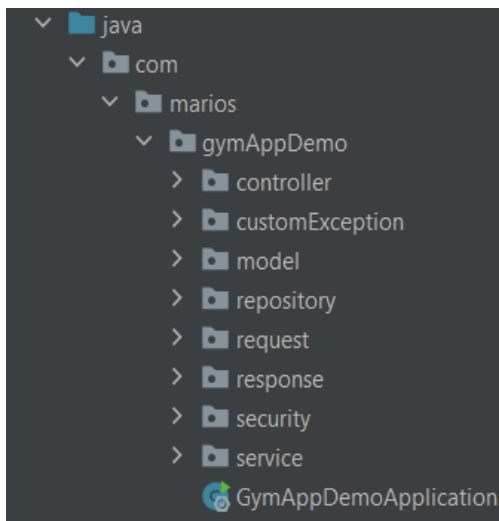 java
com
marios
gymAppDemo
controller
customException
model
repository
request
response
security
service
GymAppDemoApplication